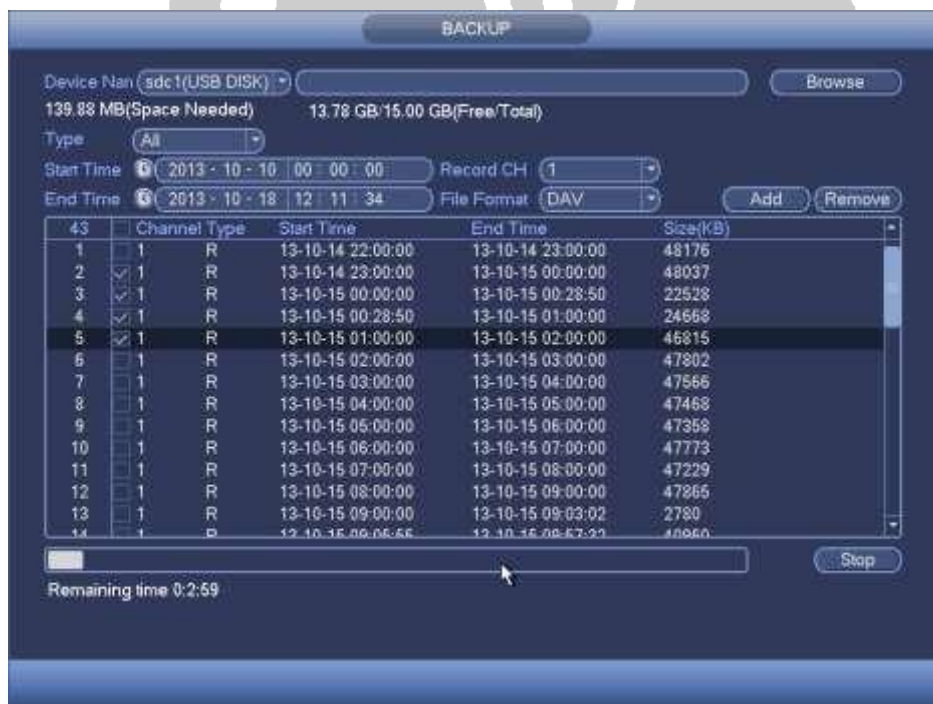 BACKUP
Device Nan sdc1(USB DISK) Browse
139.88 MB(Space Needed) 13.78 GB/15.00 GB(Free/Total)
Type All
Start Time 2013 - 10 - 10 00 : 00 : 00 Record CH 1
End Time 2013 - 10 - 18 12 : 11 : 34 File Format DAV Add Remove
43 Channel Type Start Time End Time Size(KB)
1 1 R 13-10-14 22:00:00 13-10-14 23:00:00 48176
2 1 R 13-10-14 23:00:00 13-10-15 00:00:00 48037
3 1 R 13-10-15 00:00:00 13-10-15 00:28:50 22528
4 1 R 13-10-15 00:28:50 13-10-15 01:00:00 24668
5 1 R 13-10-15 01:00:00 13-10-15 02:00:00 46815
6 1 R 13-10-15 02:00:00 13-10-15 03:00:00 47802
7 1 R 13-10-15 03:00:00 13-10-15 04:00:00 47566
8 1 R 13-10-15 04:00:00 13-10-15 05:00:00 47468
9 1 R 13-10-15 05:00:00 13-10-15 06:00:00 47358
10 1 R 13-10-15 06:00:00 13-10-15 07:00:00 47773
11 1 R 13-10-15 07:00:00 13-10-15 08:00:00 47229
12 1 R 13-10-15 08:00:00 13-10-15 09:00:00 47865
13 1 R 13-10-15 09:00:00 13-10-15 09:03:02 2780
14 1 R
Stop
Remaining time 0:2:59